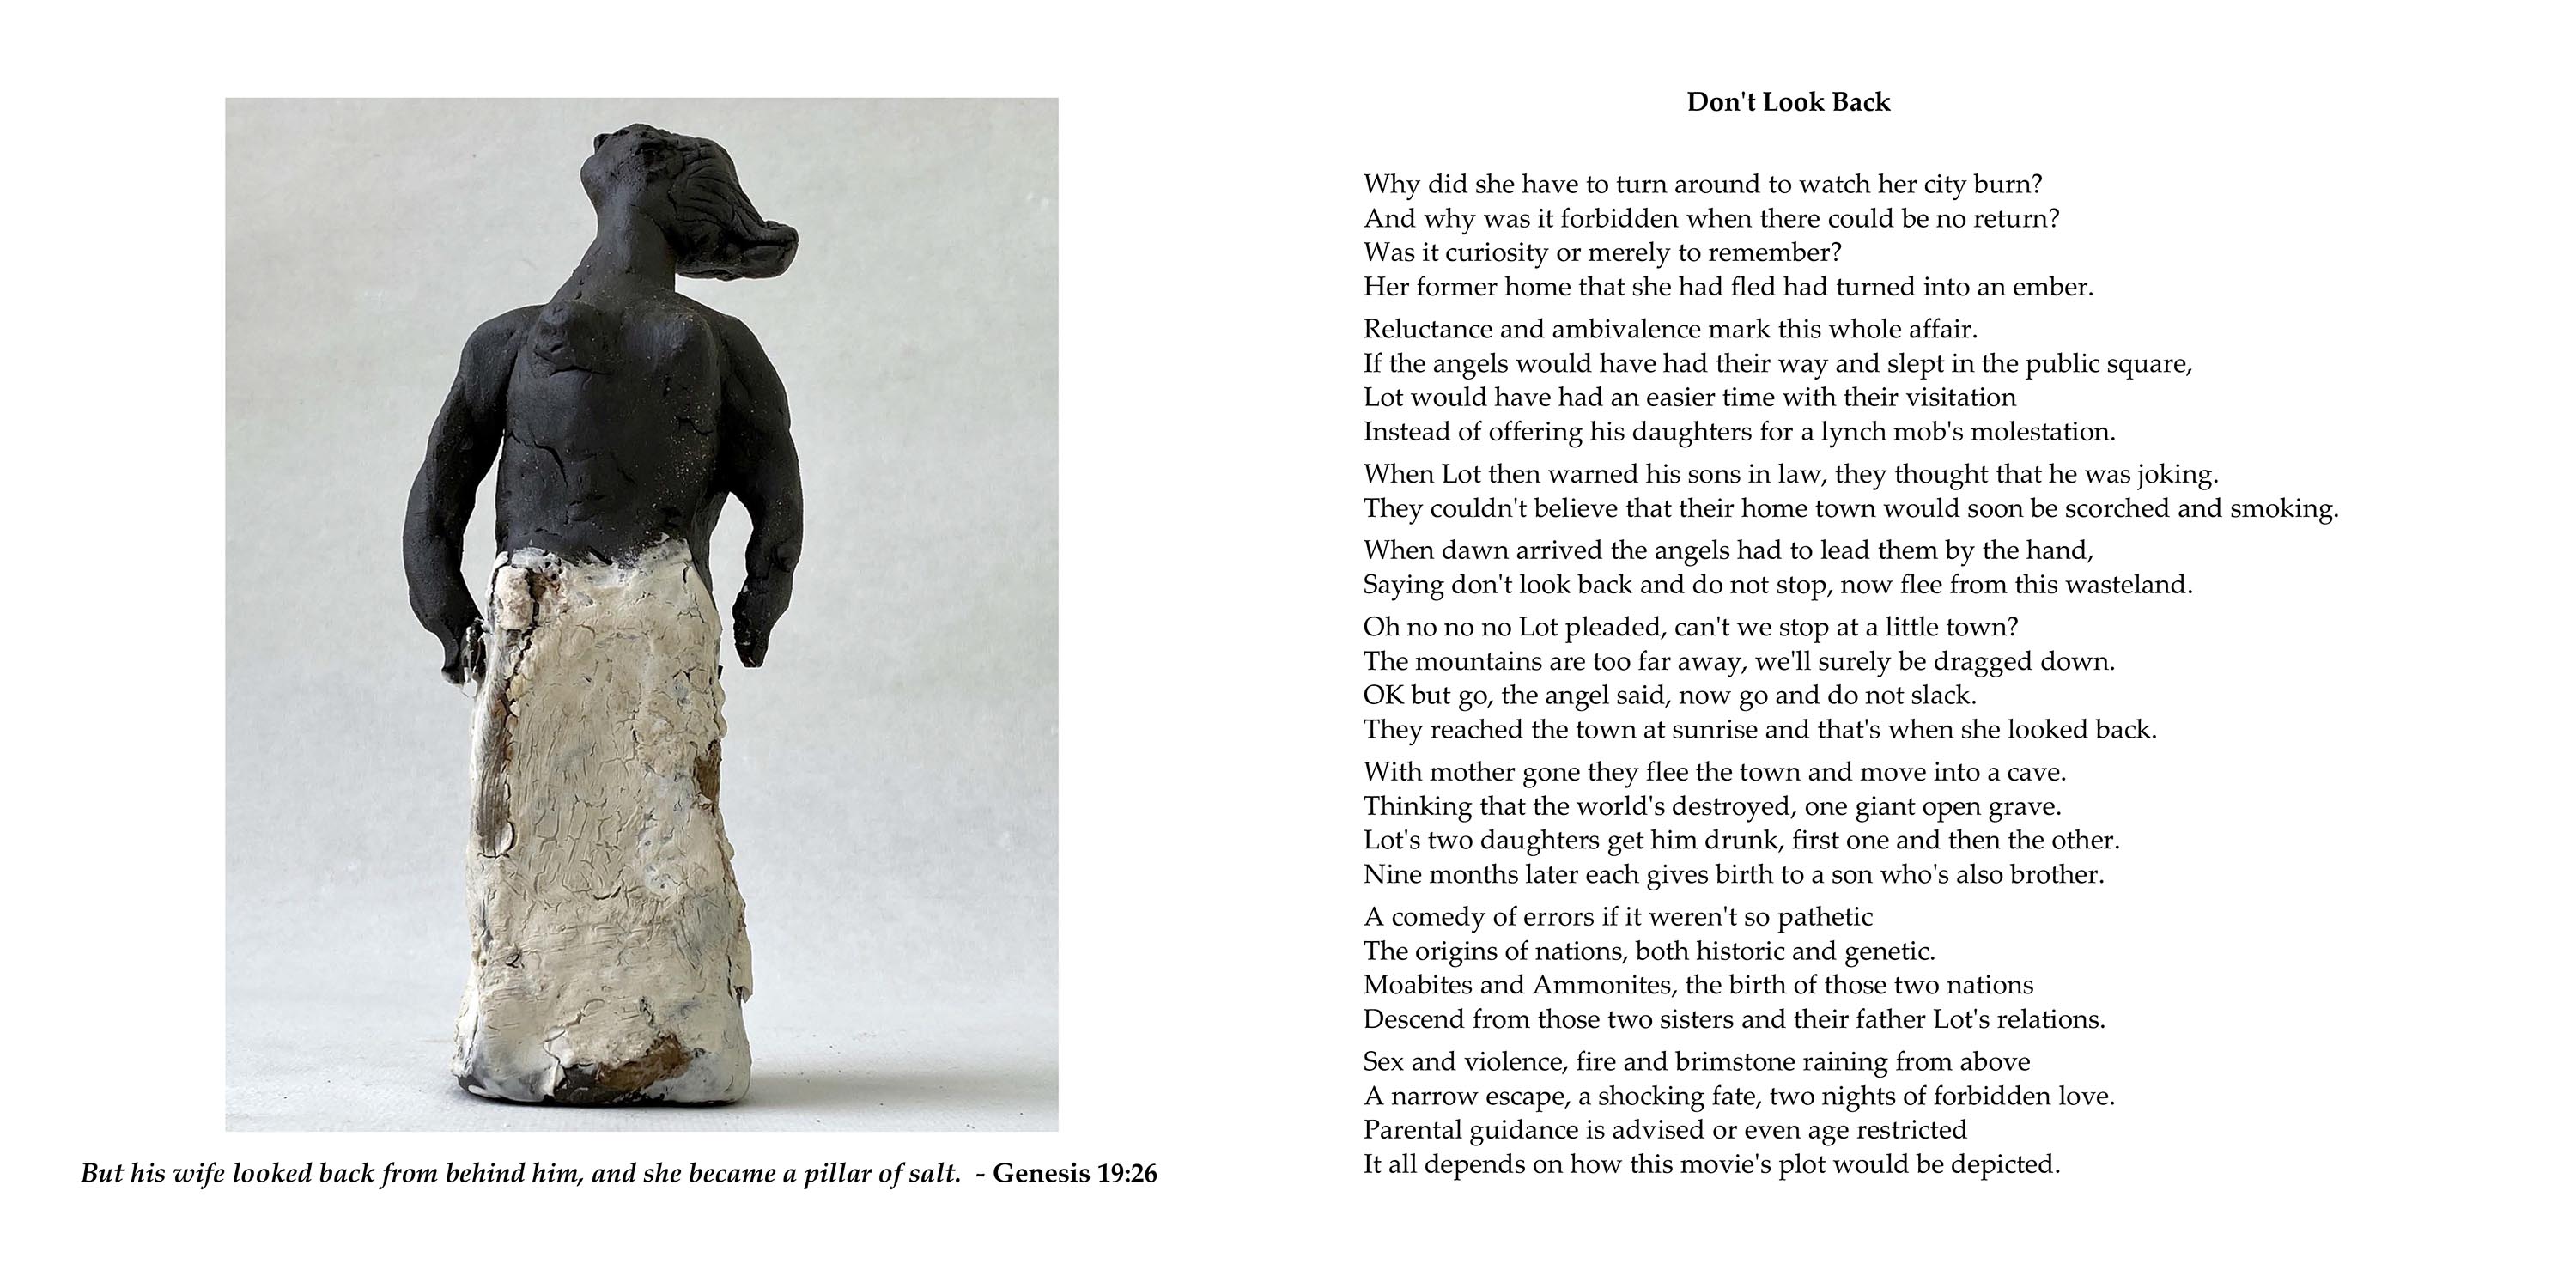 Don't Look Back
Why did she have to turn around to watch her city burn?
And why was it forbidden when there could be no return?
Was it curiosity or merely to remember?
Her former home that she had fled had turned into an ember.
Reluctance and ambivalence mark this whole affair.
If the angels would have had their way and slept in the public square,
Lot would have had an easier time with their visitation
Instead of offering his daughters for a lynch mob's molestation.
When Lot then warned his sons in law, they thought that he was joking.
They couldn't believe that their home town would soon be scorched and smoking.
When dawn arrived the angels had to lead them by the hand,
Saying don't look back and do not stop, now flee from this wasteland.
Oh no no no Lot pleaded, can't we stop at a little town?
The mountains are too far away, we'll surely be dragged down.
OK but go, the angel said, now go and do not slack.
They reached the town at sunrise and that's when she looked back.
With mother gone they flee the town and move into a cave.
Thinking that the world's destroyed, one giant open grave.
Lot's two daughters get him drunk, first one and then the other.
Nine months later each gives birth to a son who's also brother.
A comedy of errors if it weren't so pathetic
The origins of nations, both historic and genetic.
Moabites and Ammonites, the birth of those two nations
Descend from those two sisters and their father Lot's relations.
Sex and violence, fire and brimstone raining from above
A narrow escape, a shocking fate, two nights of forbidden love.
Parental guidance is advised or even age restricted
It all depends on how this movie's plot would be depicted.
But his wife looked back from behind him, and she became a pillar of salt. - Genesis 19:26